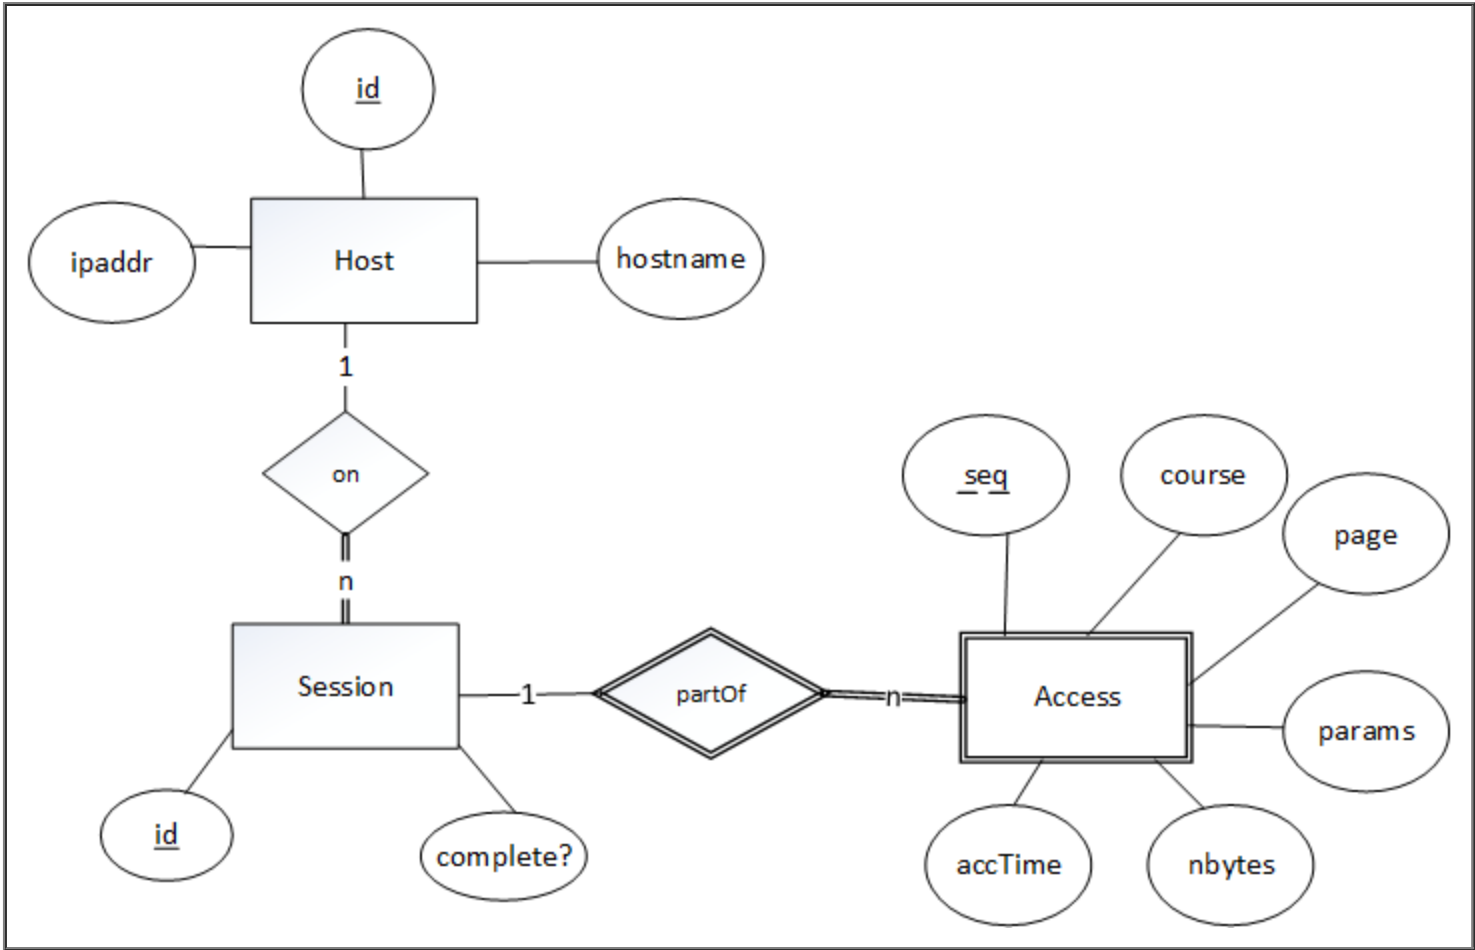 id
ipaddr
Host
hostname
1
on
n
seq
course
page
Session
1
partOf
n
Access
params
id
complete?
accTime
nbytes